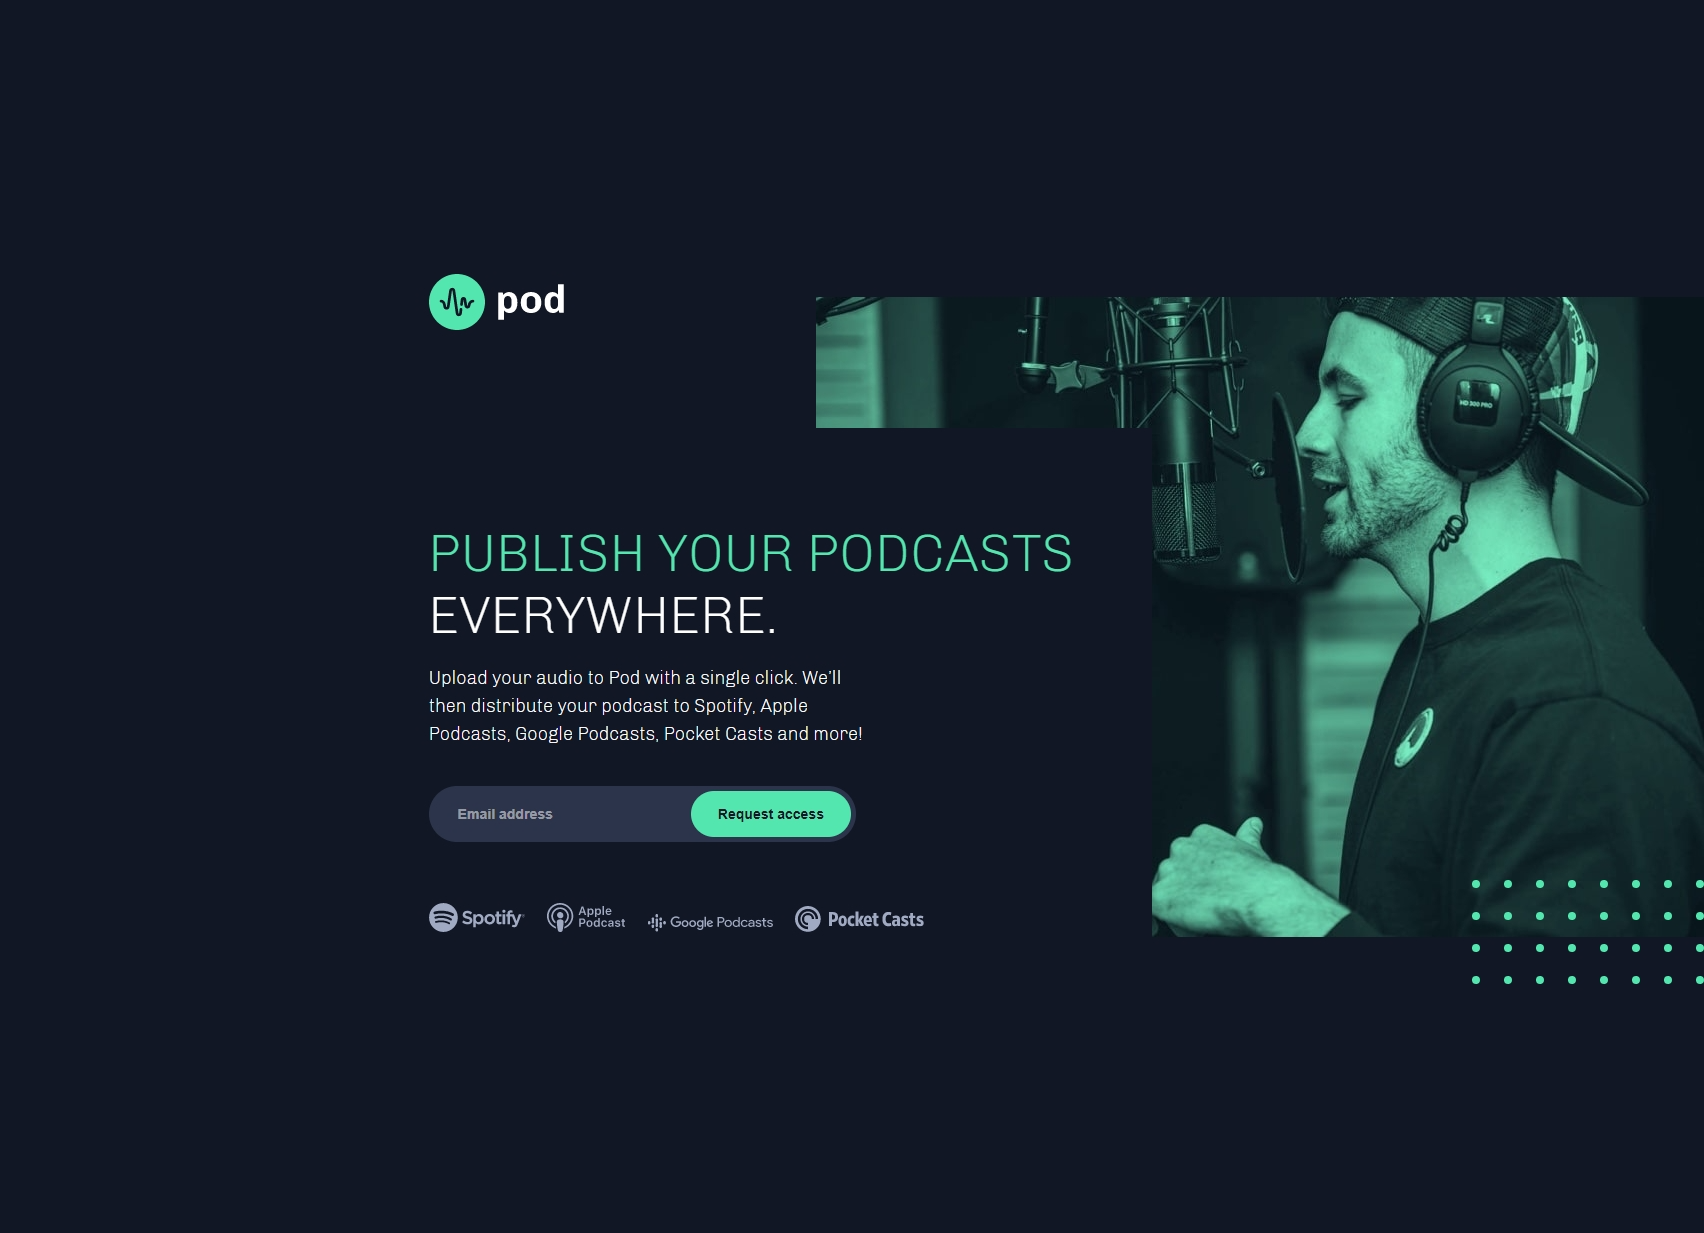 pod
HD 300 PRO
PUBLISH YOUR PODCASTS
EVERYWHERE.
Upload your audio to Pod with a single click. We’ll
then distribute your podcast to Spotify, Apple
Podcasts, Google Podcasts, Pocket Casts and more!
Email address
Request access
Spotify
Apple
Podcast
Google Podcasts
Pocket Casts